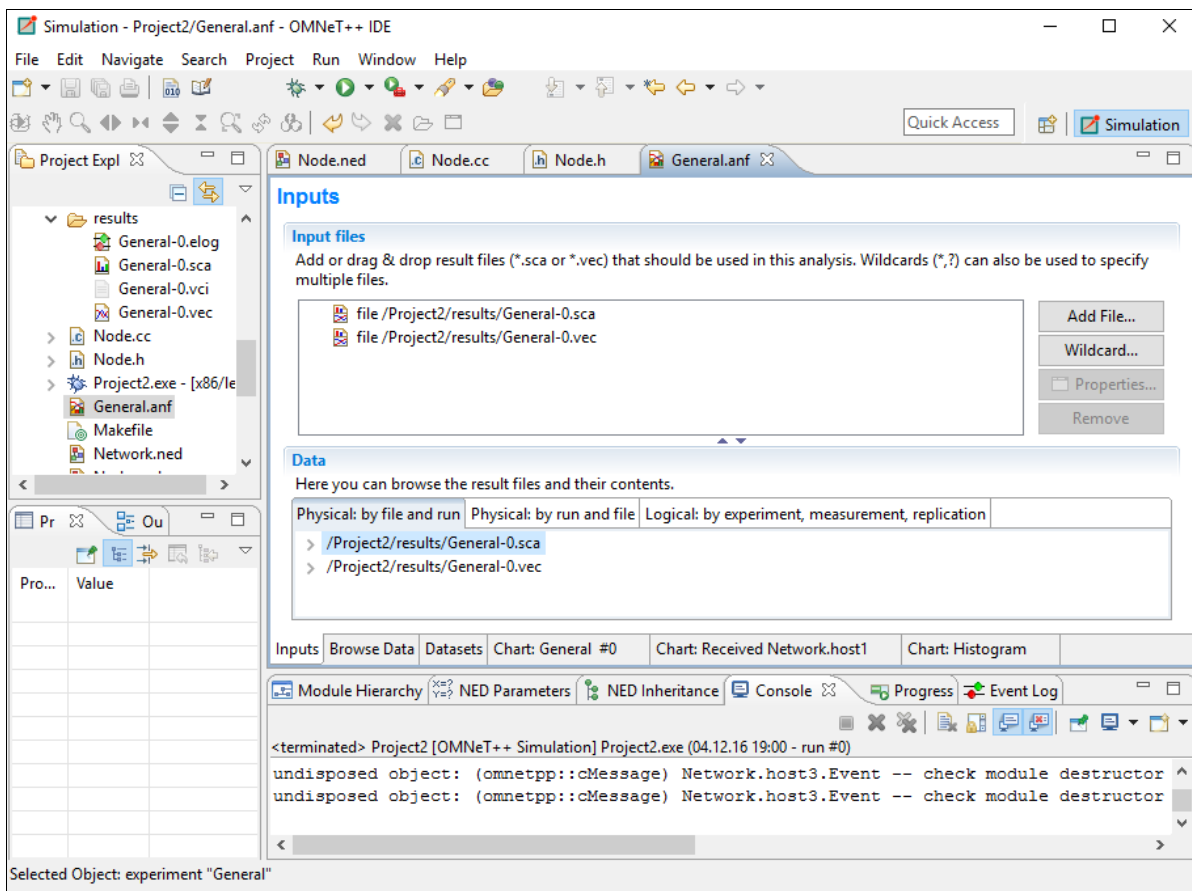 Simulation - Project2/General.anf - OMNeT++ IDE
File Edit Navigate Search Project Run Window Help
Quick Access
Simulation
Project Expl
results
General-0.elog
General-0.sca
General-0.vci
General-0.vec
Node.cc
Node.h
Project2.exe - [x86/le
General.anf
Makefile
Network.ned
Pr Ou
Pro... Value
Node.ned Node.cc Node.h General.anf
Inputs
Input files
Add or drag & drop result files (*.sca or *.vec) that should be used in this analysis. Wildcards (*,?) can also be used to specify
multiple files.
file /Project2/results/General-0.sca
file /Project2/results/General-0.vec
Add File...
Wildcard...
Properties...
Remove
Data
Here you can browse the result files and their contents.
Physical: by file and run Physical: by run and file Logical: by experiment, measurement, replication
/Project2/results/General-0.sca
/Project2/results/General-0.vec
Inputs Browse Data Datasets Chart: General #0 Chart: Received Network.host1 Chart: Histogram
Module Hierarchy NED Parameters NED Inheritance Console Progress Event Log
<terminated> Project2 [OMNeT++ Simulation] Project2.exe (04.12.16 19:00 - run #0)
undisposed object: (omnetpp::cMessage) Network.host3.Event -- check module destructor
undisposed object: (omnetpp::cMessage) Network.host3.Event -- check module destructor
Selected Object: experiment "General"